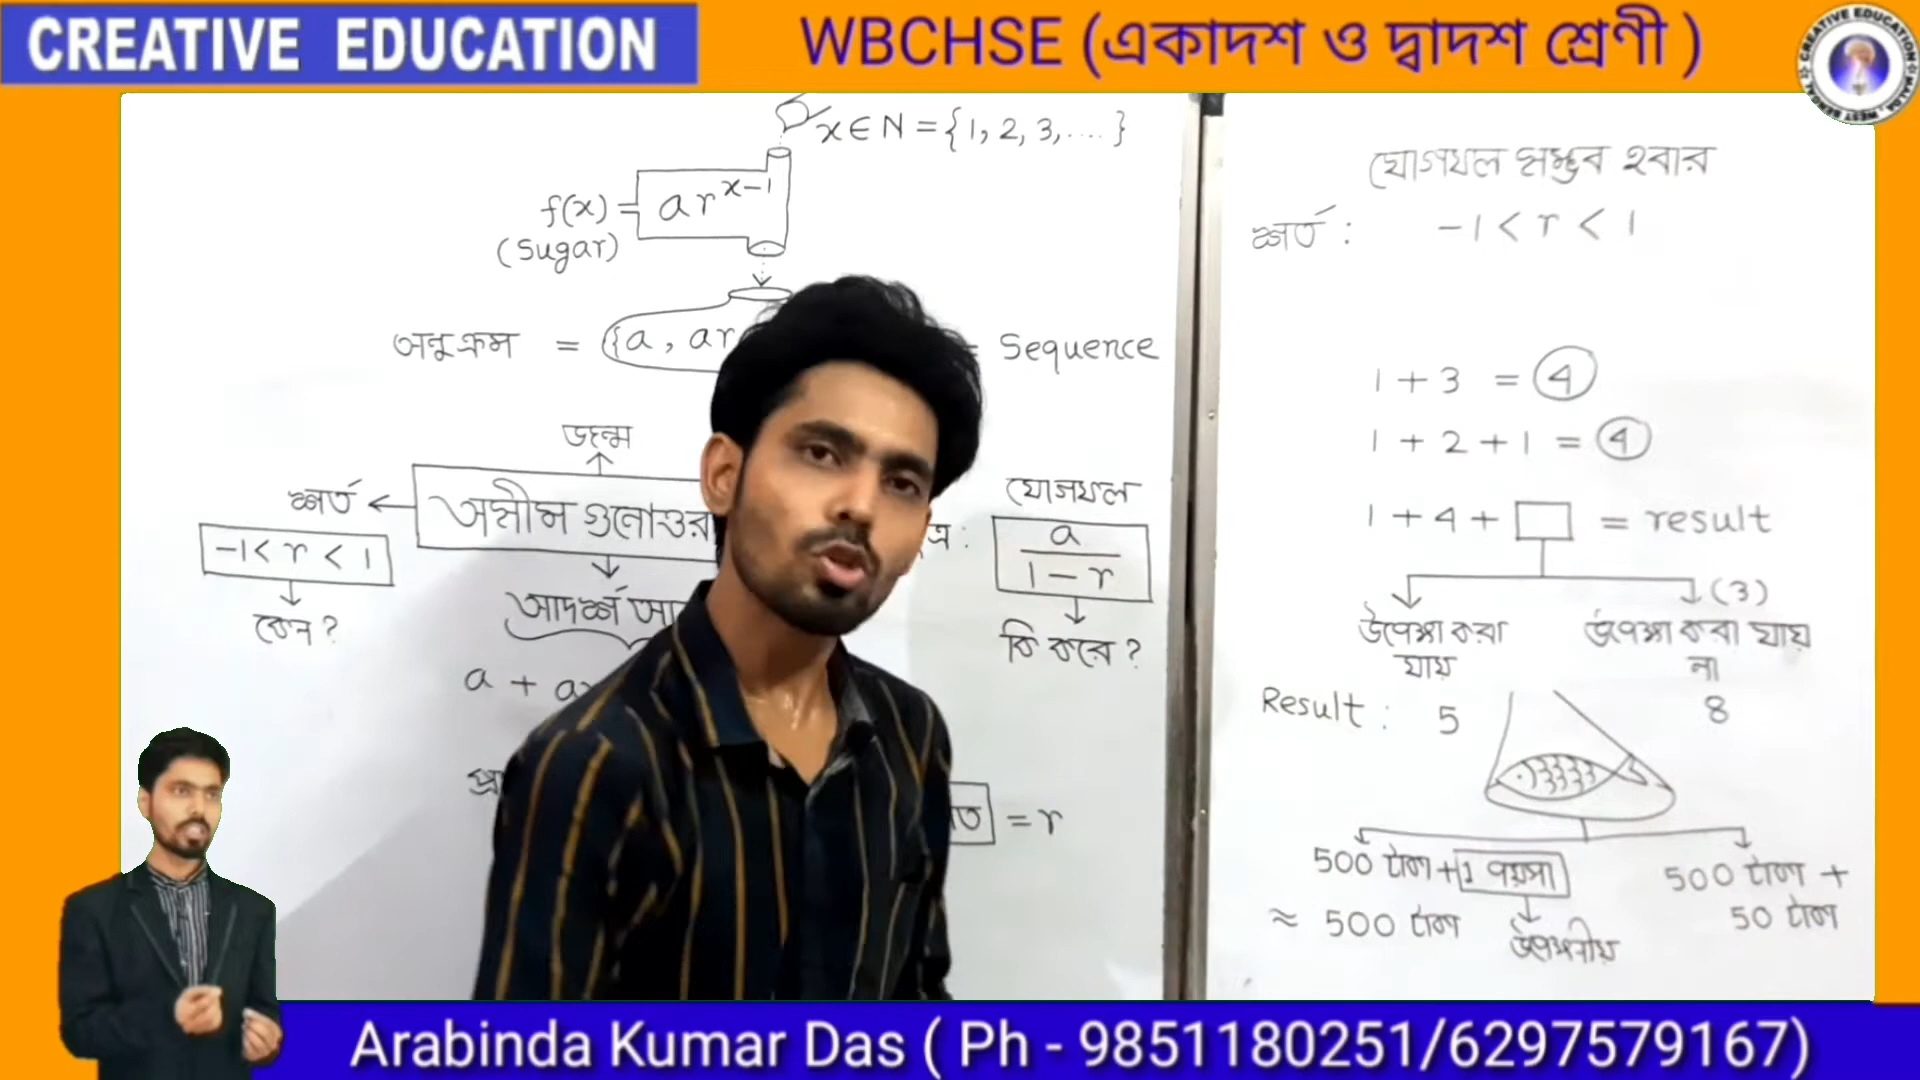 CREATIVE EDUCATION
WBCHSE (একাদশ ও দ্বাদশ শ্রেণী )
x ∈ N = {1, 2, 3, .... }
f(x) = ar^{x-1}
(Sugar)
অনুক্রম = {a, ar
= Sequence
জন্ম
শর্ত ← অসীম গুনোত্তর
-1 < r < 1
কেন ?
আদর্শ
a + a
যোগফল
ত্র :
a
1 - r
কি করে ?
= r
যোগফল সম্ভব হবার
শর্ত : -1 < r < 1
1 + 3 = 4
1 + 2 + 1 = 4
1 + 4 + □ = result
(3)
উপেক্ষা করা
যায়
উপেক্ষা করা যায়
না
Result : 5
8
500 টাকা + 1 পয়সা
≈ 500 টাকা
500 টাকা +
50 টাকা
Arabinda Kumar Das ( Ph - 9851180251/6297579167)